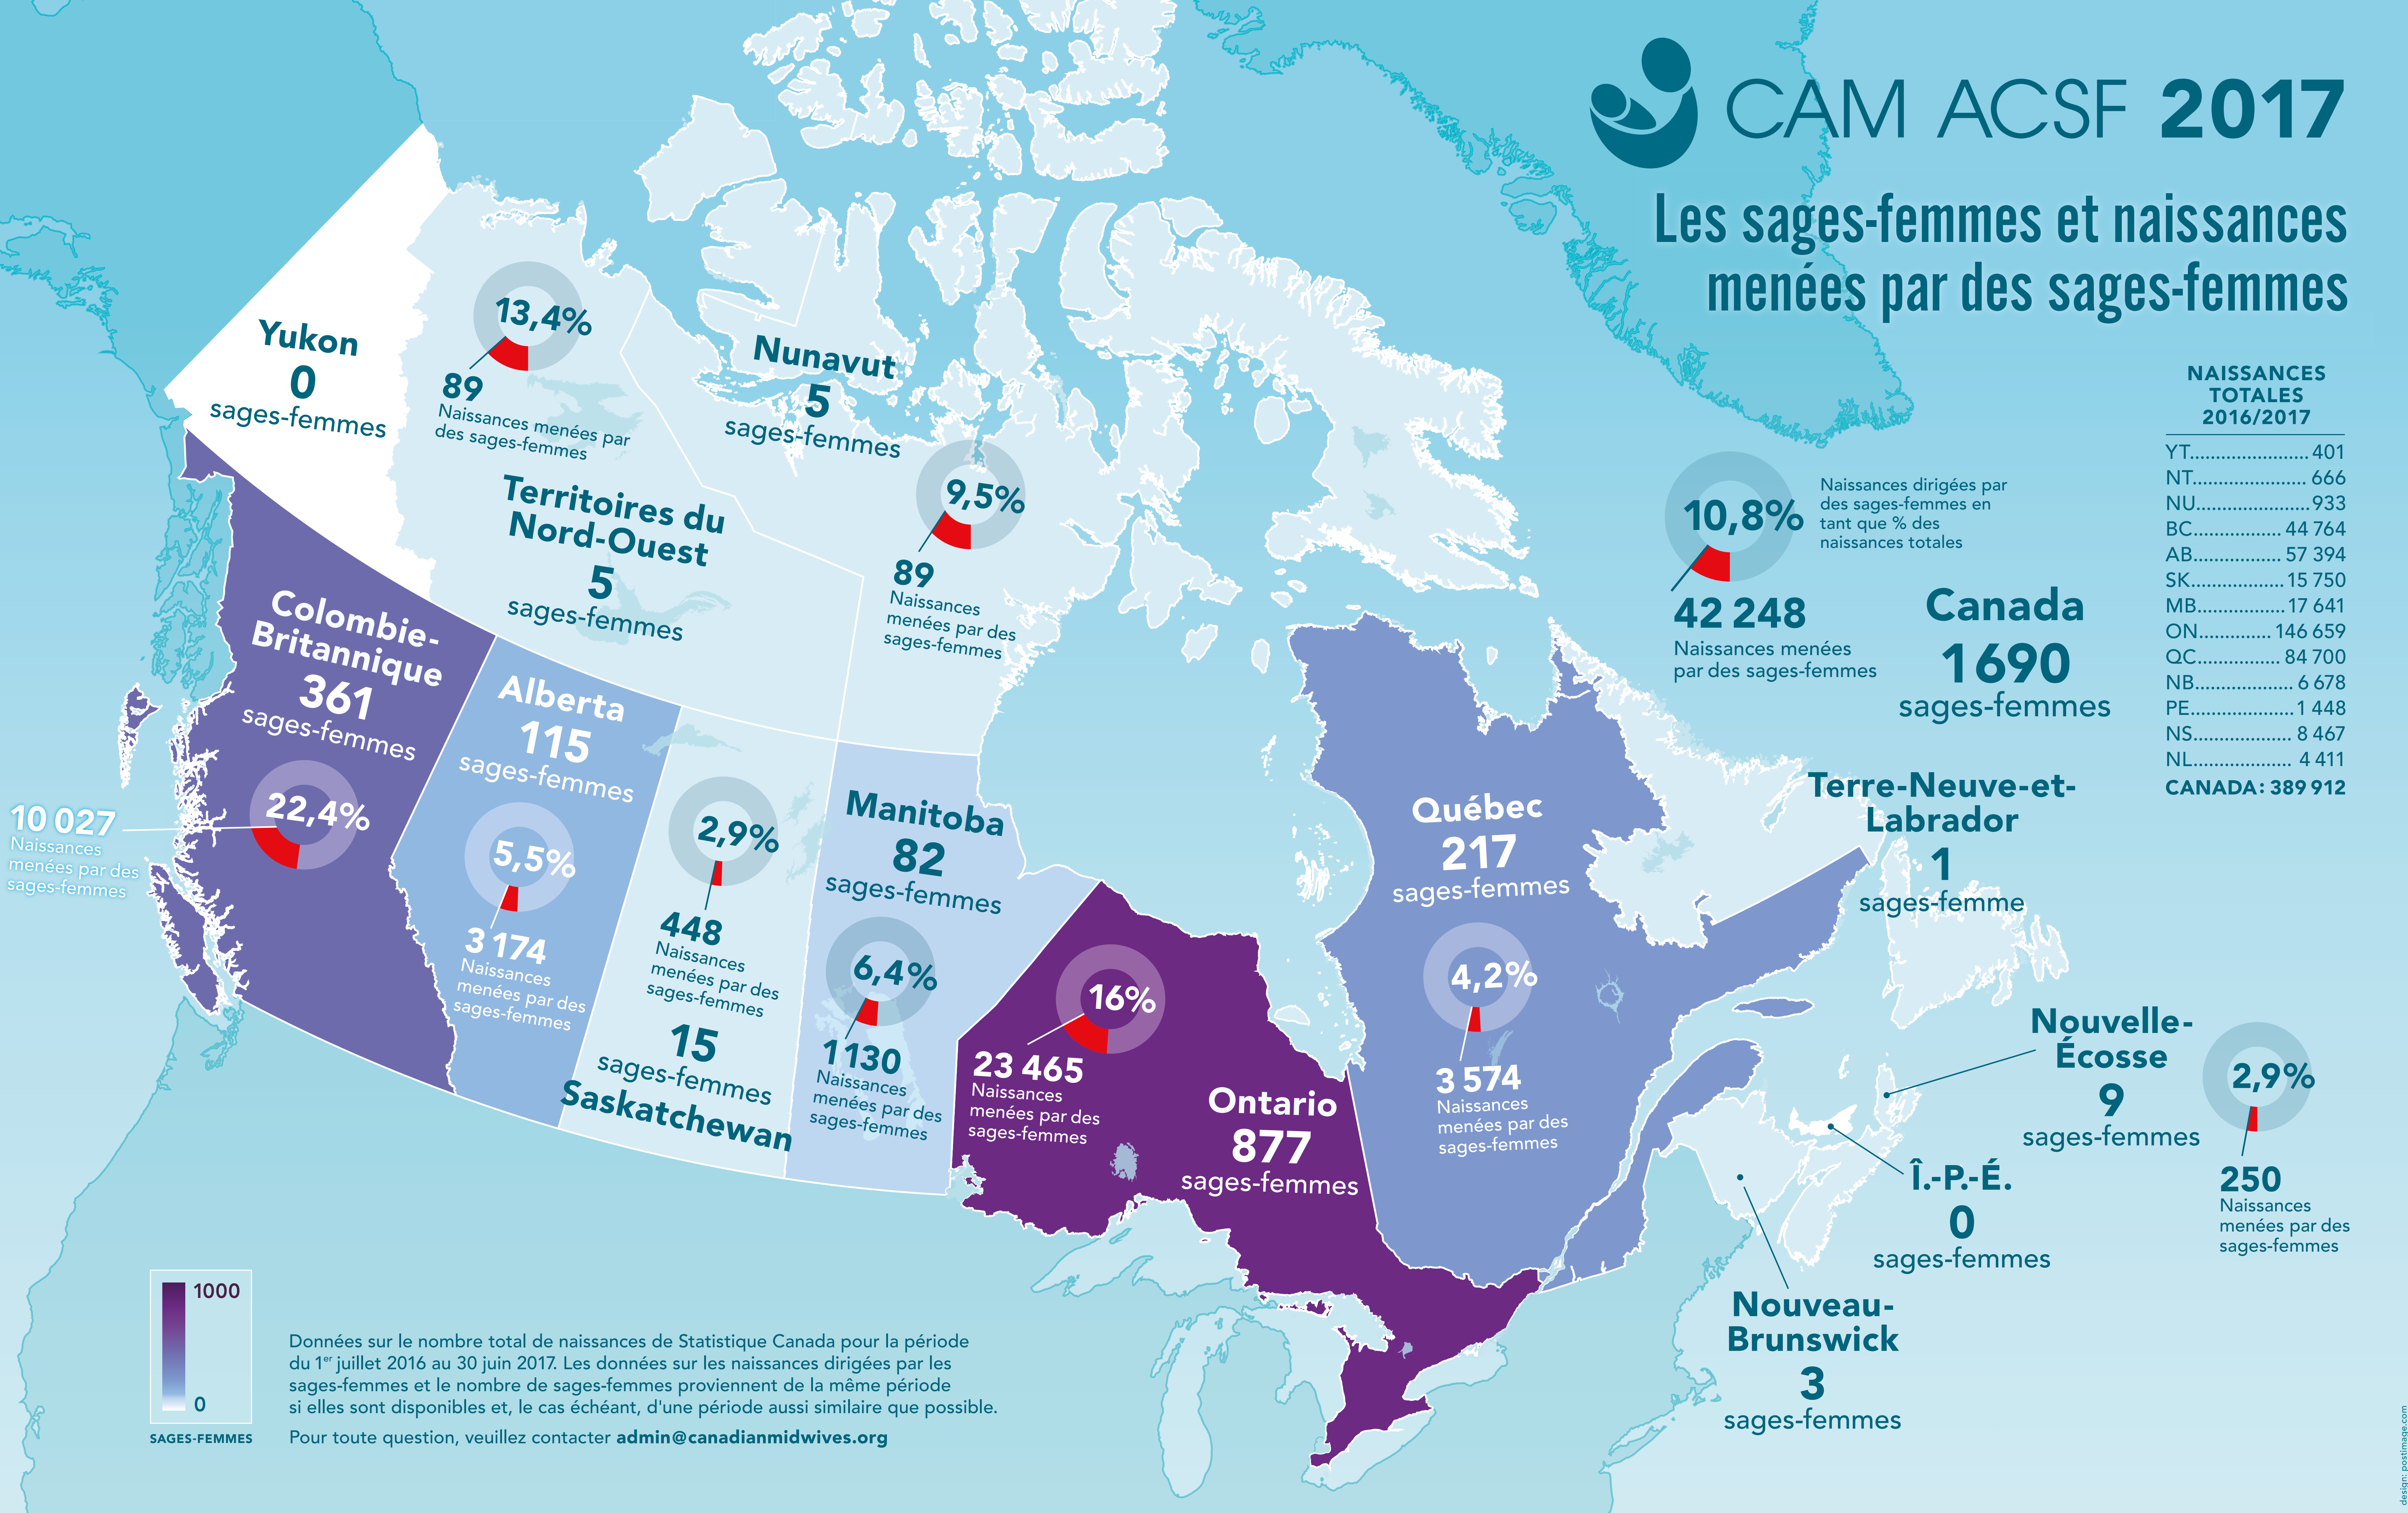 CAM ACSF 2017
Les sages-femmes et naissances
menées par des sages-femmes
Yukon
0
sages-femmes
13,4%
89
Naissances menées par
des sages-femmes
Territoires du
Nord-Ouest
5
sages-femmes
Nunavut
5
sages-femmes
9,5%
89
Naissances
menées par des
sages-femmes
10,8%
Naissances dirigées par
des sages-femmes en
tant que % des
naissances totales
42 248
Naissances menées
par des sages-femmes
Canada
1690
sages-femmes
NAISSANCES
TOTALES
2016/2017
YT....................... 401
NT...................... 666
NU......................933
BC................. 44 764
AB................. 57 394
SK..................15 750
MB.................17 641
ON.............. 146 659
QC................ 84 700
NB................... 6 678
PE....................1 448
NS................... 8 467
NL................... 4 411
CANADA: 389 912
Colombie-
Britannique
361
sages-femmes
22,4%
10 027
Naissances
menées par des
sages-femmes
Alberta
115
sages-femmes
5,5%
3 174
Naissances
menées par des
sages-femmes
2,9%
448
Naissances
menées par des
sages-femmes
15
sages-femmes
Saskatchewan
Manitoba
82
sages-femmes
6,4%
1130
Naissances
menées par des
sages-femmes
16%
23 465
Naissances
menées par des
sages-femmes
Ontario
877
sages-femmes
Québec
217
sages-femmes
4,2%
3 574
Naissances
menées par des
sages-femmes
Terre-Neuve-et-
Labrador
1
sages-femme
Nouvelle-
Écosse
9
sages-femmes
2,9%
250
Naissances
menées par des
sages-femmes
Î.-P.-É.
0
sages-femmes
Nouveau-
Brunswick
3
sages-femmes
1000
0
SAGES-FEMMES
Données sur le nombre total de naissances de Statistique Canada pour la période
du 1er juillet 2016 au 30 juin 2017. Les données sur les naissances dirigées par les
sages-femmes et le nombre de sages-femmes proviennent de la même période
si elles sont disponibles et, le cas échéant, d'une période aussi similaire que possible.
Pour toute question, veuillez contacter admin@canadianmidwives.org
design: postimage.com